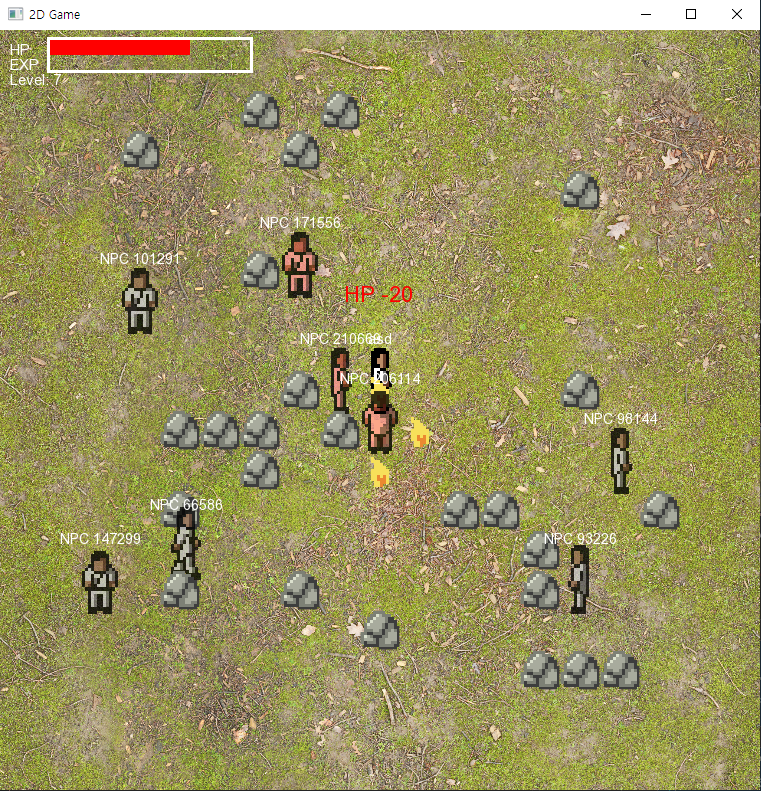 2D Game
HP:
EXP
Level: 7
NPC 171556
NPC 101291
HP -20
NPC 98144
NPC 66586
NPC 147299
NPC 93226